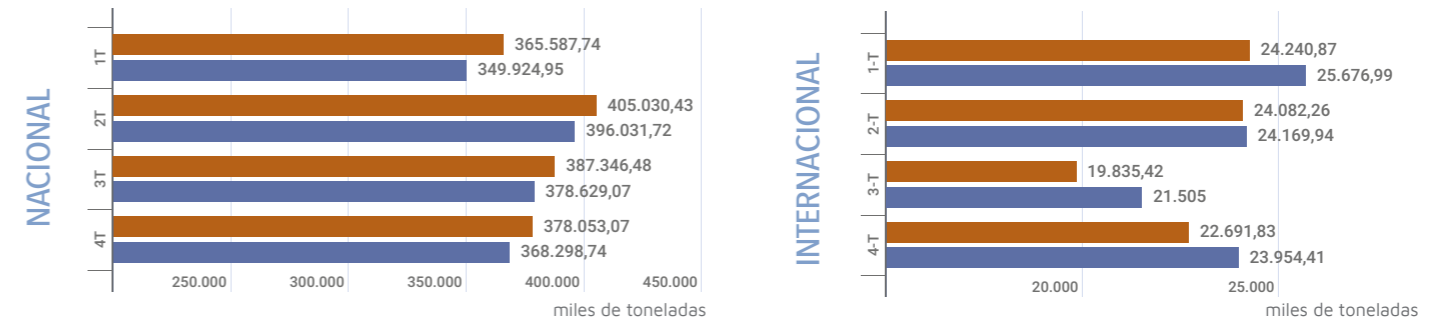 NACIONAL
1T
365.587,74
349.924,95
2T
405.030,43
396.031,72
3T
387.346,48
378.629,07
4T
378.053,07
368.298,74
250.000 300.000 350.000 400.000 450.000
miles de toneladas
INTERNACIONAL
1-T
24.240,87
25.676,99
2-T
24.082,26
24.169,94
3-T
19.835,42
21.505
4-T
22.691,83
23.954,41
20.000 25.000
miles de toneladas